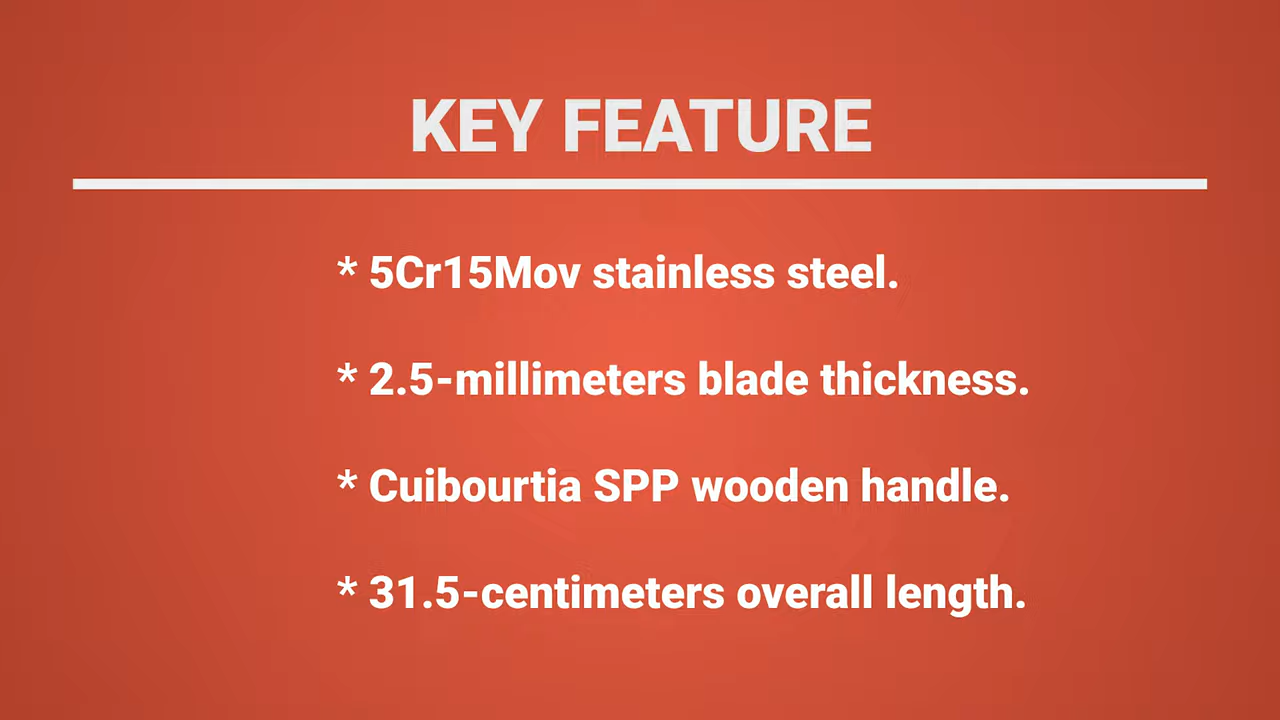 KEY FEATURE
* 5Cr15Mov stainless steel.
* 2.5-millimeters blade thickness.
* Cuibourtia SPP wooden handle.
* 31.5-centimeters overall length.